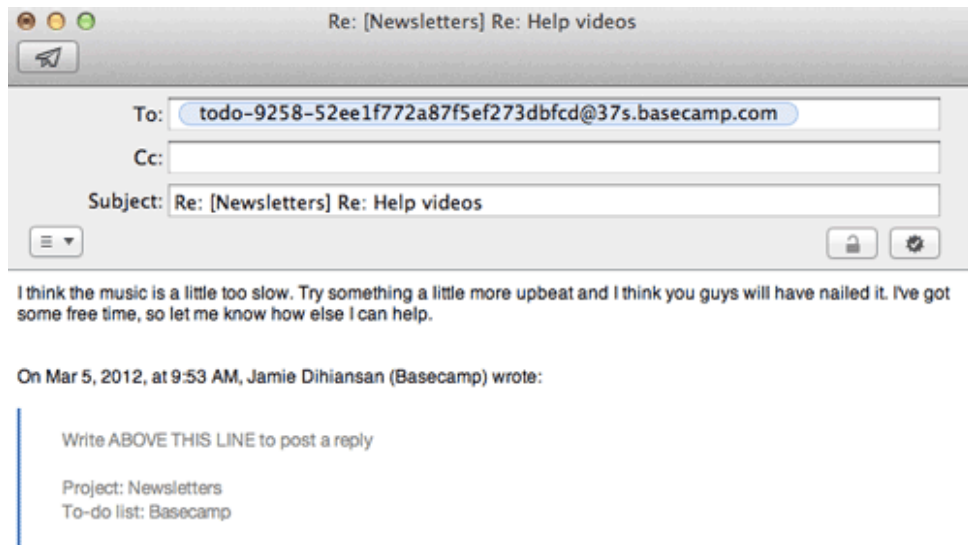 Re: [Newsletters] Re: Help videos
To: todo-9258-52ee1f772a87f5ef273dbfcd@37s.basecamp.com
Cc:
Subject: Re: [Newsletters] Re: Help videos
I think the music is a little too slow. Try something a little more upbeat and I think you guys will have nailed it. I've got
some free time, so let me know how else I can help.
On Mar 5, 2012, at 9:53 AM, Jamie Dihiansan (Basecamp) wrote:
Write ABOVE THIS LINE to post a reply
Project: Newsletters
To-do list: Basecamp